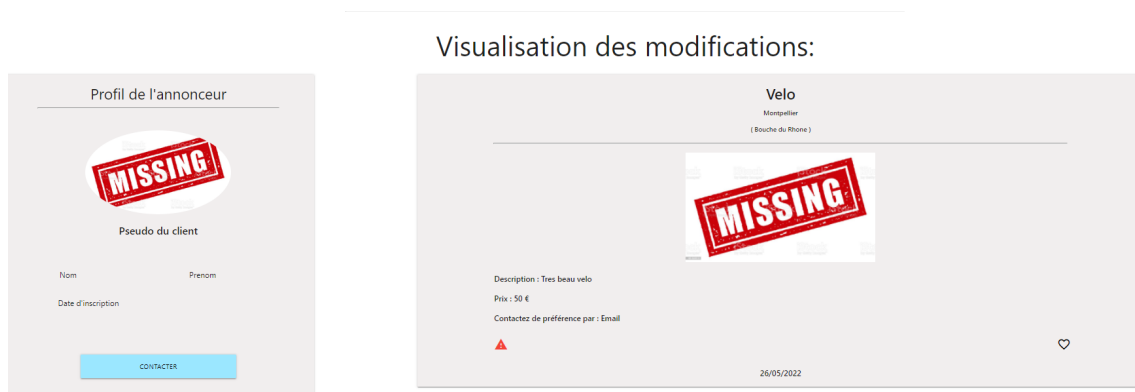 Visualisation des modifications:
Profil de l'annonceur
MISSING
Pseudo du client
Nom
Prenom
Date d'inscription
CONTACTER
Velo
Montpellier
( Bouche du Rhone )
MISSING
Description : Tres beau velo
Prix : 50 €
Contactez de préférence par : Email
26/05/2022